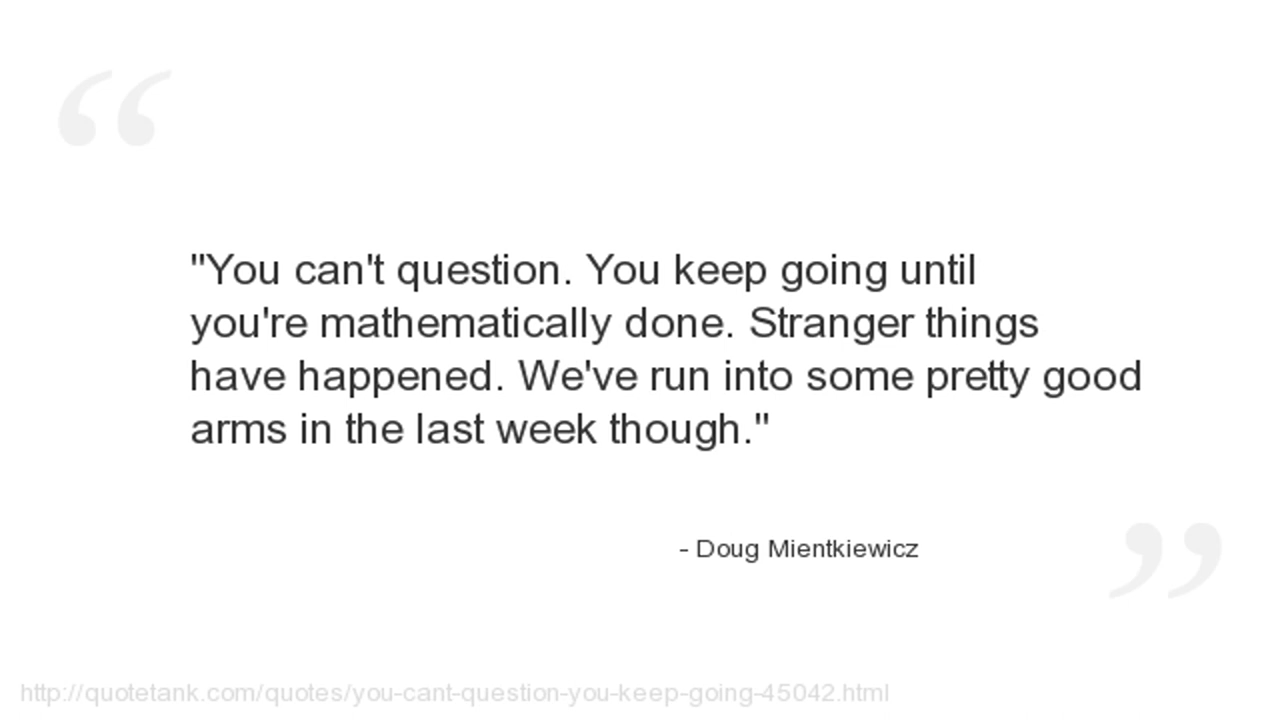 "You can't question. You keep going until
you're mathematically done. Stranger things
have happened. We've run into some pretty good
arms in the last week though."
- Doug Mientkiewicz
http://quotetank.com/quotes/you-cant-question-you-keep-going-45042.html